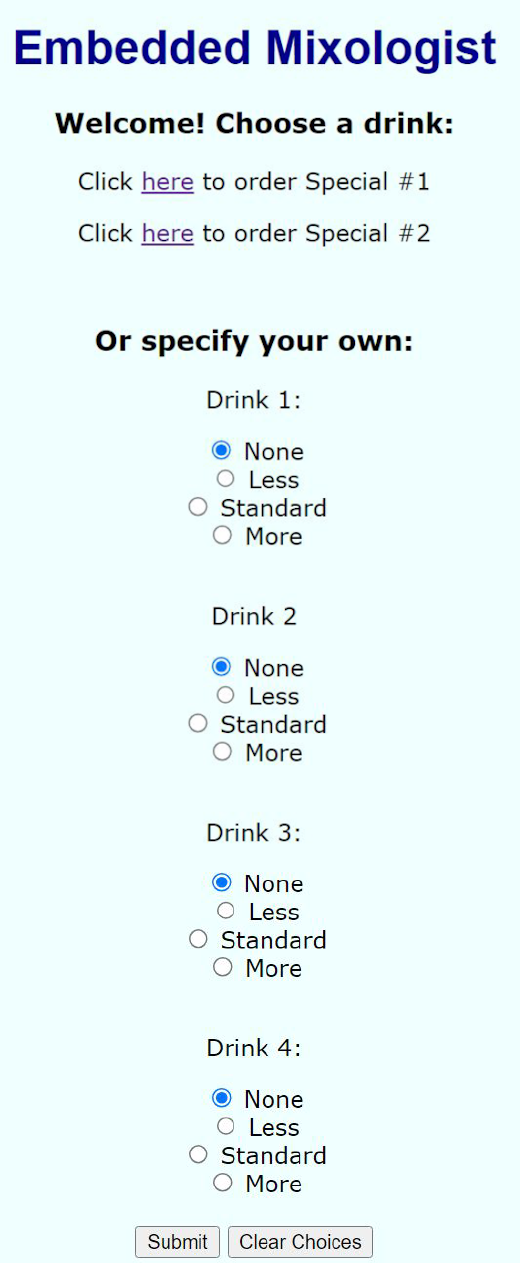 Embedded Mixologist
Welcome! Choose a drink:
Click here to order Special #1
Click here to order Special #2
Or specify your own:
Drink 1:
None
Less
Standard
More
Drink 2
None
Less
Standard
More
Drink 3:
None
Less
Standard
More
Drink 4:
None
Less
Standard
More
Submit Clear Choices